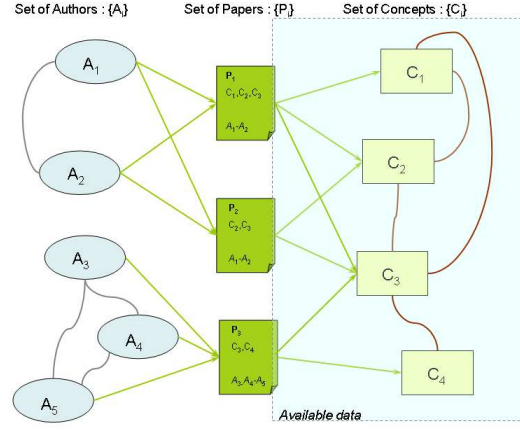 Set of Authors : {Aᵢ}
Set of Papers : {Pᵢ}
Set of Concepts : {Cᵢ}
A₁
A₂
A₃
A₄
A₅
P₁
C₁,C₂,C₃
A₁-A₂
P₂
C₂,C₃
A₁-A₂
P₃
C₃,C₄
A₃,A₄-A₅
C₁
C₂
C₃
C₄
Available data